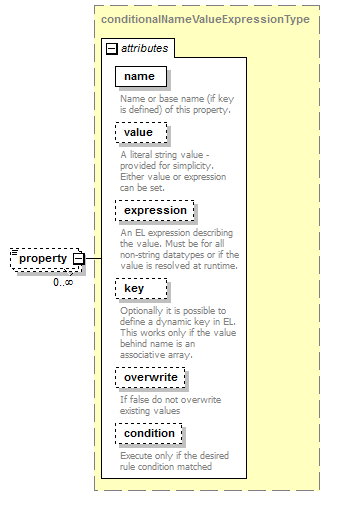 conditionalNameValueExpressionType
attributes
name
Name or base name (if key
is defined) of this property.
value
A literal string value -
provided for simplicity.
Either value or expression
can be set.
expression
An EL expression describing
the value. Must be for all
non-string datatypes or if the
value is resolved at runtime.
property
0..∞
key
Optionally it is possible to
define a dynamic key in EL.
This works only if the value
behind name is an
associative array.
overwrite
If false do not overwrite
existing values
condition
Execute only if the desired
rule condition matched